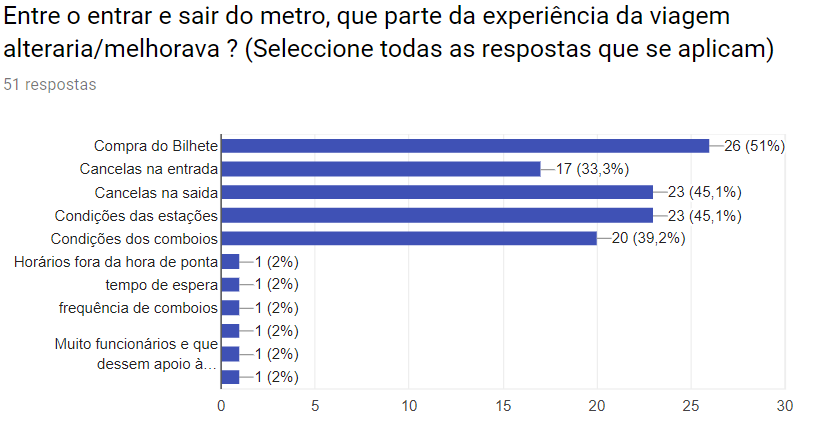 Entre o entrar e sair do metro, que parte da experiência da viagem
alteraria/melhorava ? (Seleccione todas as respostas que se aplicam)
51 respostas
Compra do Bilhete 26 (51%)
Cancelas na entrada 17 (33,3%)
Cancelas na saida 23 (45,1%)
Condições das estações 23 (45,1%)
Condições dos comboios 20 (39,2%)
Horários fora da hora de ponta 1 (2%)
tempo de espera 1 (2%)
frequência de comboios 1 (2%)
1 (2%)
Muito funcionários e que
dessem apoio à… 1 (2%)
1 (2%)
0 5 10 15 20 25 30